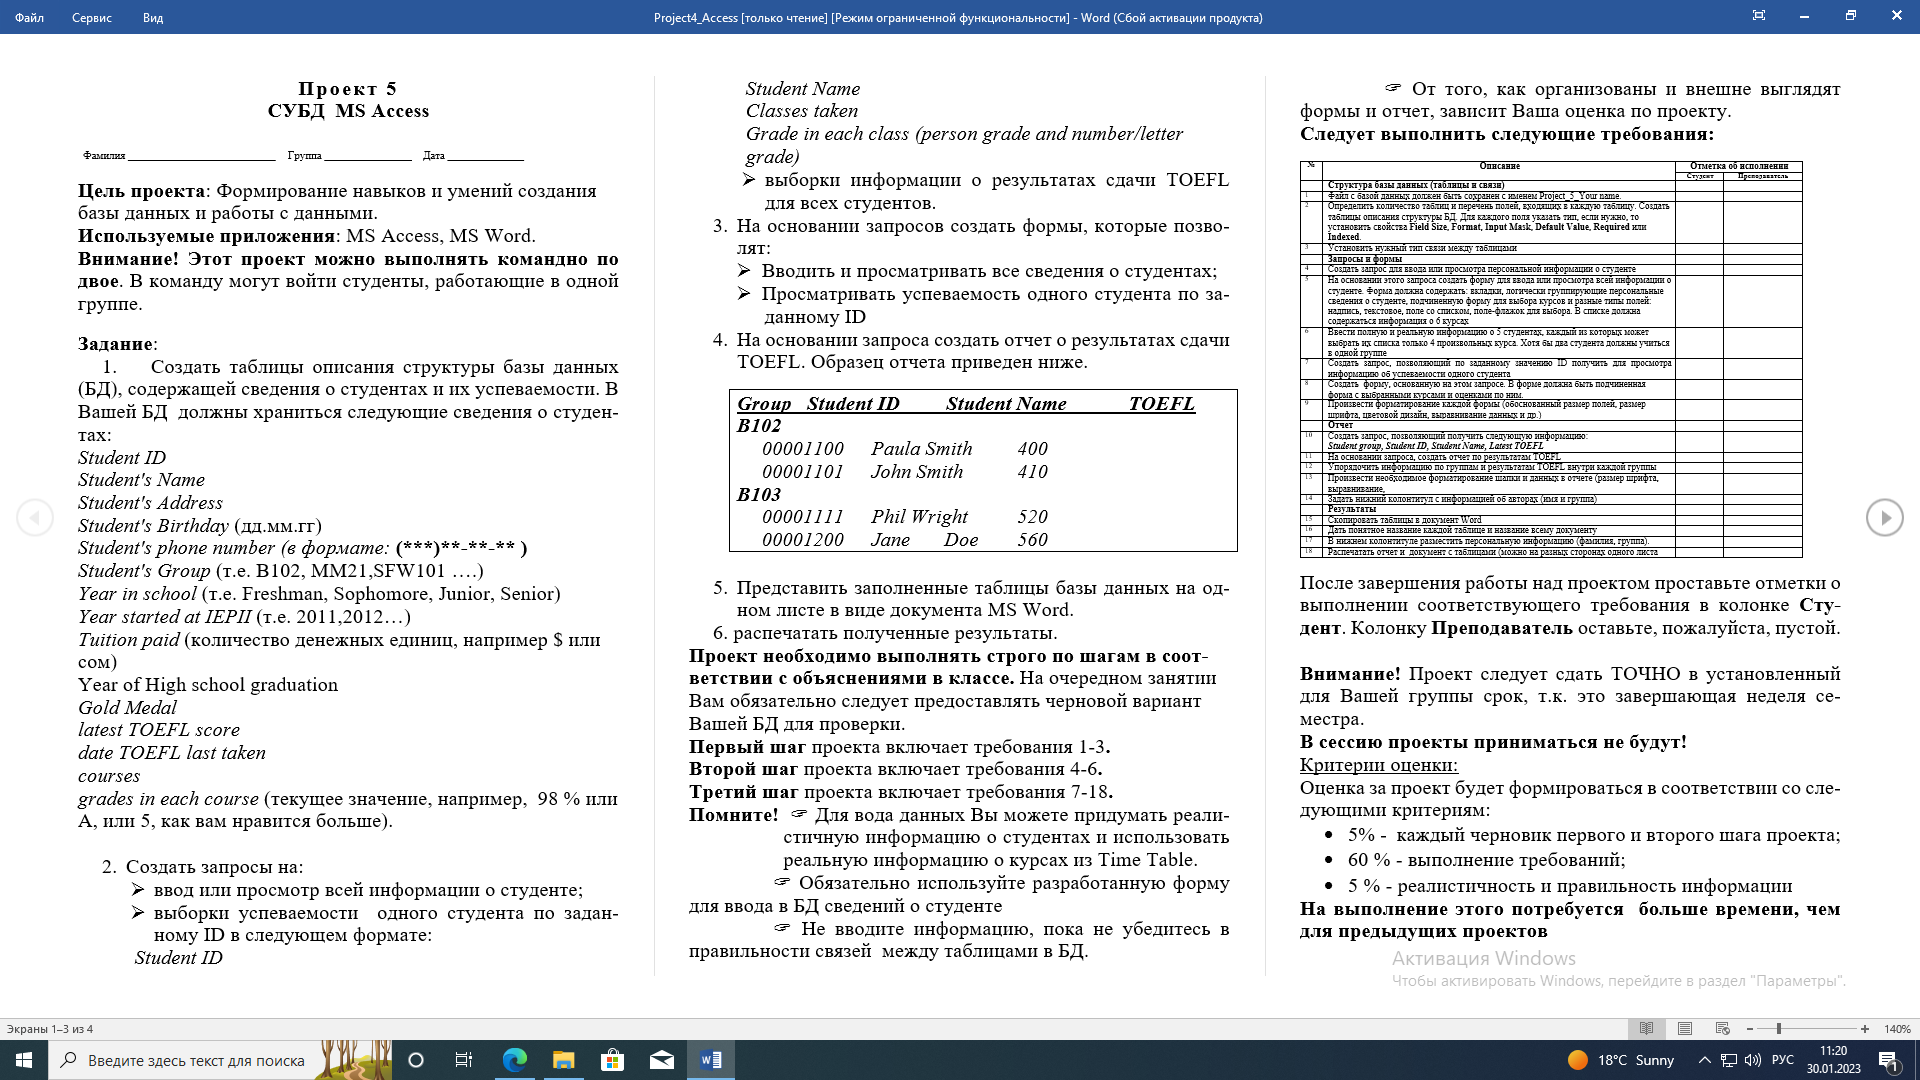 Файл Сервис Вид
Project4_Access [только чтение] [Режим ограниченной функциональности] - Word (Сбой активации продукта)
Проект 5
СУБД MS Access
Фамилия ________ Группа ________ Дата ________
Цель проекта: Формирование навыков и умений создания
базы данных и работы с данными.
Используемые приложения: MS Access, MS Word.
Внимание! Этот проект можно выполнять командно по
двое. В команду могут войти студенты, работающие в одной
группе.
Задание:
1. Создать таблицы описания структуры базы данных
(БД), содержащей сведения о студентах и их успеваемости. В
Вашей БД должны храниться следующие сведения о студен-
тах:
Student ID
Student's Name
Student's Address
Student's Birthday (дд.мм.гг)
Student's phone number (в формате: (***)**-**-** )
Student's Group (т.е. B102, MM21,SFW101 ….)
Year in school (т.е. Freshman, Sophomore, Junior, Senior)
Year started at IEPII (т.е. 2011,2012…)
Tuition paid (количество денежных единиц, например $ или
сом)
Year of High school graduation
Gold Medal
latest TOEFL score
date TOEFL last taken
courses
grades in each course (текущее значение, например, 98 % или
А, или 5, как вам нравится больше).
2. Создать запросы на:
➢ ввод или просмотр всей информации о студенте;
➢ выборки успеваемости одного студента по задан-
ному ID в следующем формате:
Student ID
Student Name
Classes taken
Grade in each class (person grade and number/letter
grade)
➢ выборки информации о результатах сдачи TOEFL
для всех студентов.
3. На основании запросов создать формы, которые позво-
лят:
➢ Вводить и просматривать все сведения о студентах;
➢ Просматривать успеваемость одного студента по за-
данному ID
4. На основании запроса создать отчет о результатах сдачи
TOEFL. Образец отчета приведен ниже.
Group Student ID Student Name TOEFL
B102
00001100 Paula Smith 400
00001101 John Smith 410
B103
00001111 Phil Wright 520
00001200 Jane Doe 560
5. Представить заполненные таблицы базы данных на од-
ном листе в виде документа MS Word.
6. распечатать полученные результаты.
Проект необходимо выполнять строго по шагам в соот-
ветствии с объяснениями в классе. На очередном занятии
Вам обязательно следует предоставлять черновой вариант
Вашей БД для проверки.
Первый шаг проекта включает требования 1-3.
Второй шаг проекта включает требования 4-6.
Третий шаг проекта включает требования 7-18.
Помните! ☞ Для вода данных Вы можете придумать реали-
стичную информацию о студентах и использовать
реальную информацию о курсах из Time Table.
☞ Обязательно используйте разработанную форму
для ввода в БД сведений о студенте
☞ Не вводите информацию, пока не убедитесь в
правильности связей между таблицами в БД.
☞ От того, как организованы и внешне выглядят
формы и отчет, зависит Ваша оценка по проекту.
Следует выполнить следующие требования:
№ Описание Отметка об исполнении
Студент Преподаватель
Структура базы данных (таблицы и связи)
1 Файл с базой данных должен быть сохранен с именем Project_5_Your name.
2 Определить количество таблиц и перечень полей, входящих в каждую таблицу. Создать
таблицы описания структуры БД. Для каждого поля указать тип, если нужно, то
установить свойства Field Size, Format, Input Mask, Default Value, Required или
Indexed.
3 Установить нужный тип связи между таблицами
Запросы и формы
4 Создать запрос для ввода или просмотра персональной информации о студенте
5 На основании этого запроса создать форму для ввода или просмотра всей информации о
студенте. Форма должна содержать: вкладки, логически группирующие персональные
сведения о студенте, подчиненную форму для выбора курсов и разные типы полей:
надпись, текстовое, поле со списком, поле-флажок для выбора. В списке должна
содержаться информация о 6 курсах
6 Ввести полную и реальную информацию о 5 студентах, каждый из которых может
выбрать их списка только 4 произвольных курса. Хотя бы два студента должны учиться
в одной группе
7 Создать запрос, позволяющий по заданному значению ID получить для просмотра
информацию об успеваемости одного студента
8 Создать форму, основанную на этом запросе. В форме должна быть подчиненная
форма с выбранными курсами и оценками по ним.
9 Произвести форматирование каждой формы (обоснованный размер полей, размер
шрифта, цветовой дизайн, выравнивание данных и др.)
Отчет
10 Создать запрос, позволяющий получить следующую информацию:
Student group, Student ID, Student Name, Latest TOEFL
11 На основании запроса, создать отчет по результатам TOEFL
12 Упорядочить информацию по группам и результатам TOEFL внутри каждой группы
13 Произвести необходимое форматирование шапки и данных в отчете (размер шрифта,
выравнивание,
14 Задать нижний колонтитул с информацией об авторах (имя и группа)
Результаты
15 Скопировать таблицы в документ Word
16 Дать понятное название каждой таблице и название всему документу
17 В нижнем колонтитуле разместить персональную информацию (фамилия, группа).
18 Распечатать отчет и документ с таблицами (можно на разных сторонах одного листа
После завершения работы над проектом проставьте отметки о
выполнении соответствующего требования в колонке Сту-
дент. Колонку Преподаватель оставьте, пожалуйста, пустой.
Внимание! Проект следует сдать ТОЧНО в установленный
для Вашей группы срок, т.к. это завершающая неделя се-
местра.
В сессию проекты приниматься не будут!
Критерии оценки:
Оценка за проект будет формироваться в соответствии со сле-
дующими критериям:
• 5% - каждый черновик первого и второго шага проекта;
• 60 % - выполнение требований;
• 5 % - реалистичность и правильность информации
На выполнение этого потребуется больше времени, чем
для предыдущих проектов
Активация Windows
Чтобы активировать Windows, перейдите в раздел "Параметры".
Экраны 1–3 из 4
140%
Введите здесь текст для поиска
18°C Sunny
РУС
11:20
30.01.2023
1